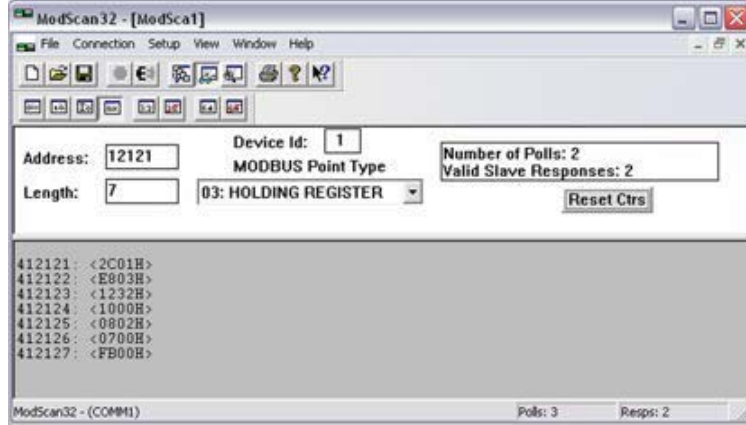 ModScan32 - [ModSca1]
File Connection Setup View Window Help
Address: 12121
Device Id: 1
MODBUS Point Type
Length: 7
03: HOLDING REGISTER
Number of Polls: 2
Valid Slave Responses: 2
Reset Ctrs
412121: <2C01H>
412122: <E803H>
412123: <1232H>
412124: <1000H>
412125: <0802H>
412126: <0700H>
412127: <FB00H>
ModScan32 - (COMM1)
Polls: 3
Resps: 2